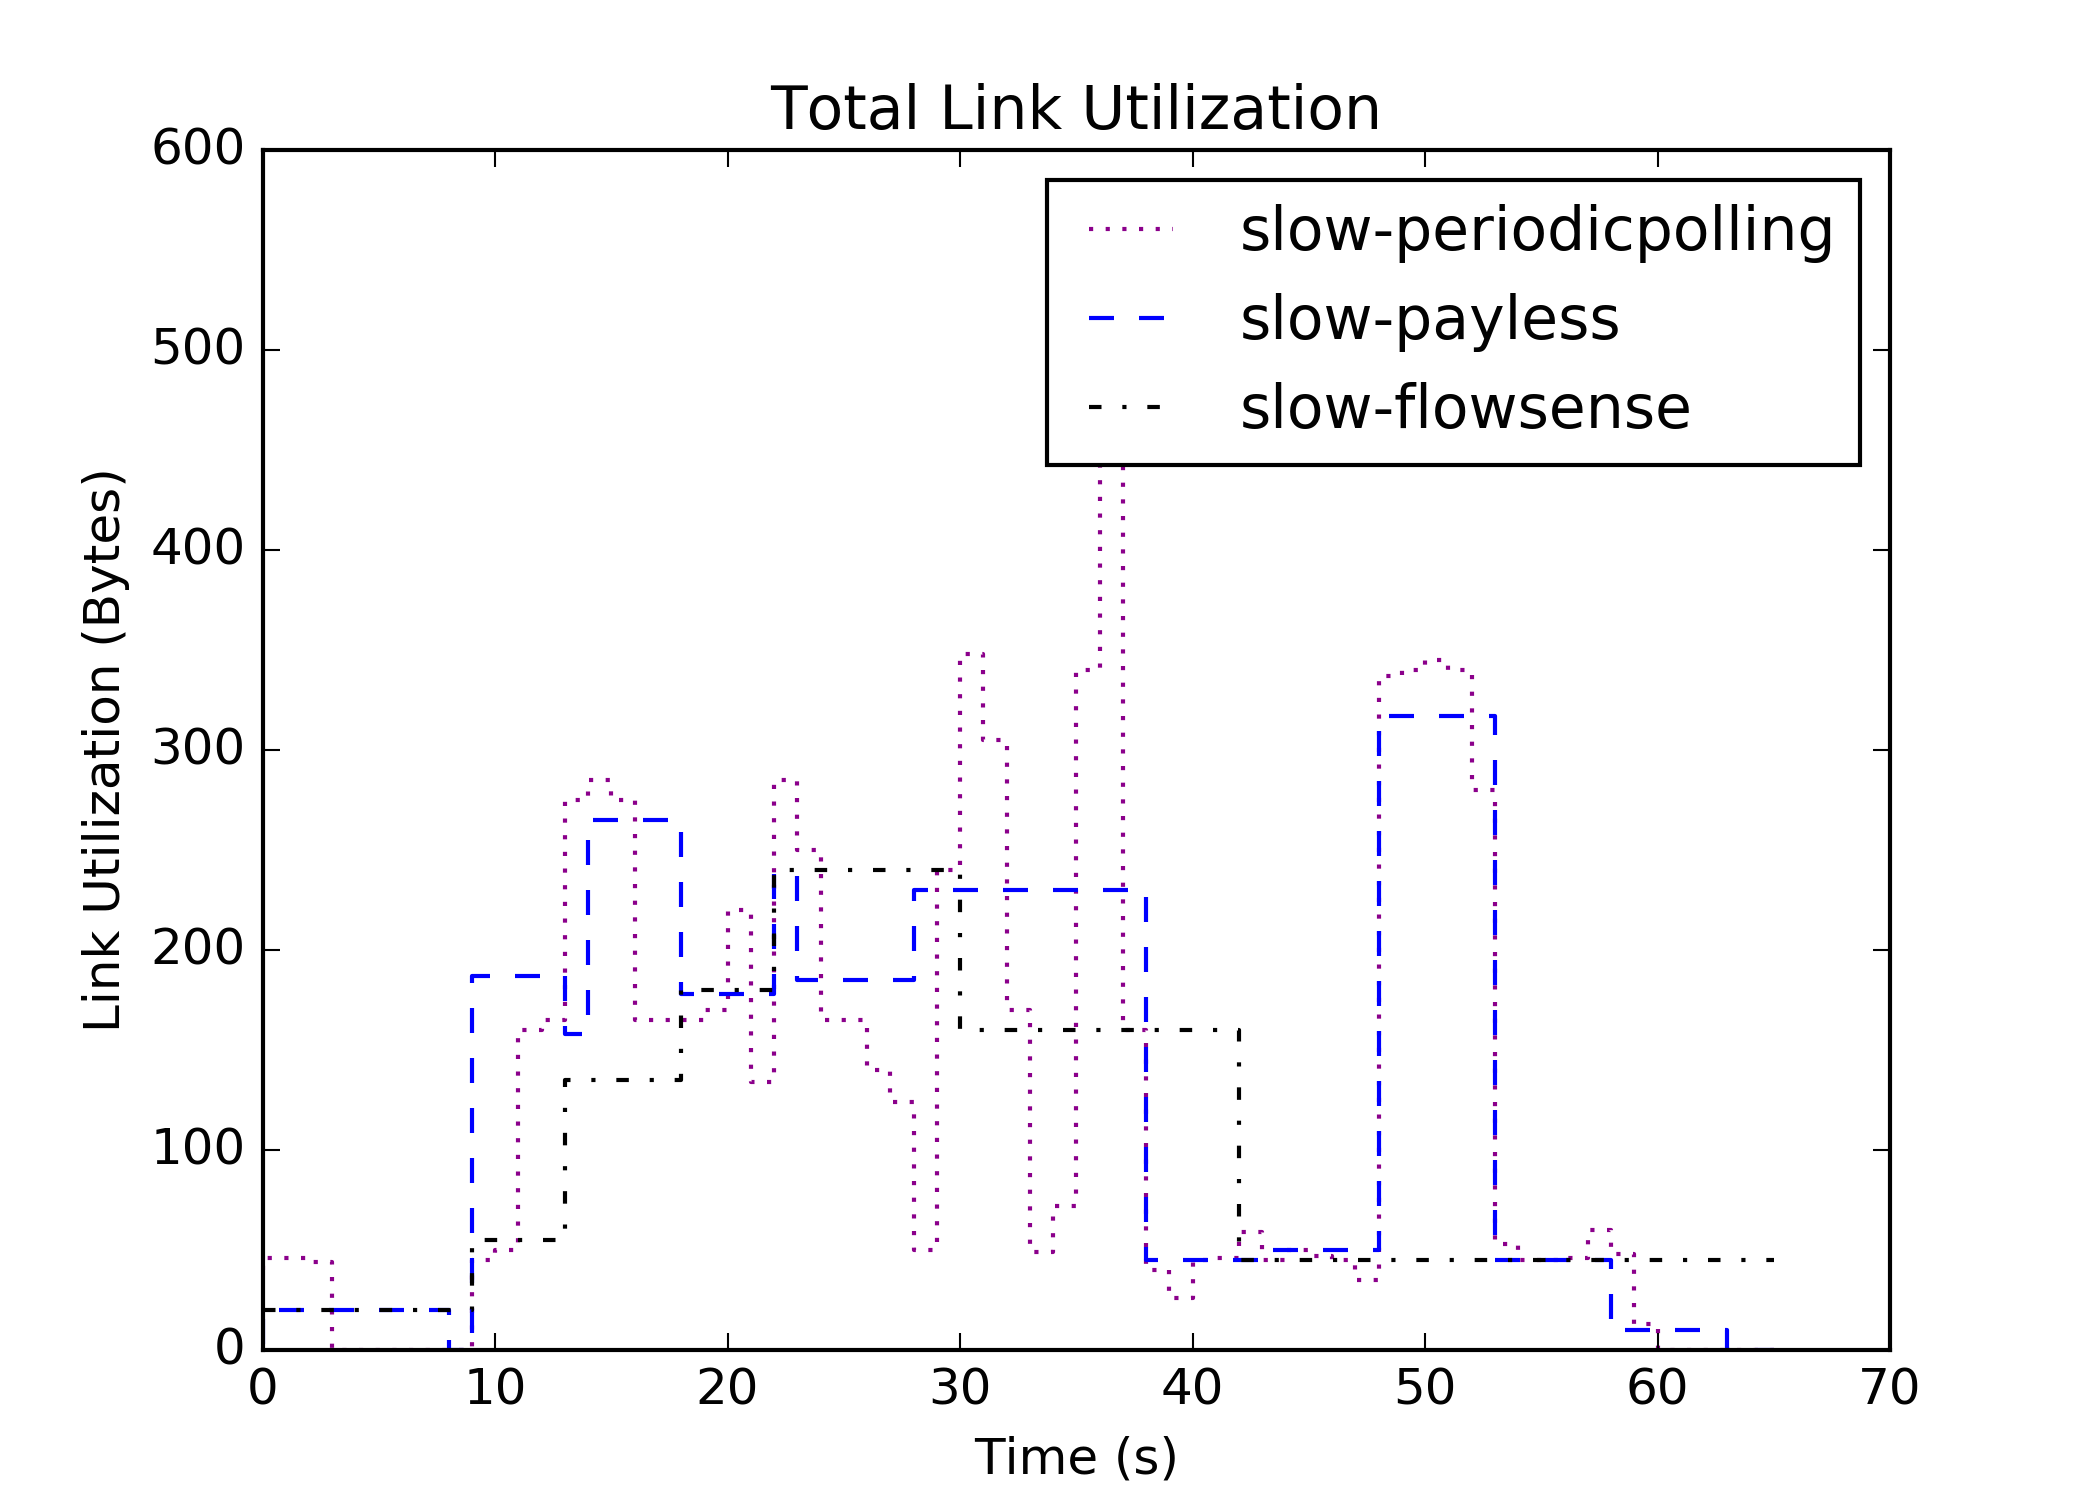 Total Link Utilization
600
500
400
300
200
100
0
Link Utilization (Bytes)
slow-periodicpolling
slow-payless
slow-flowsense
0 10 20 30 40 50 60 70
Time (s)